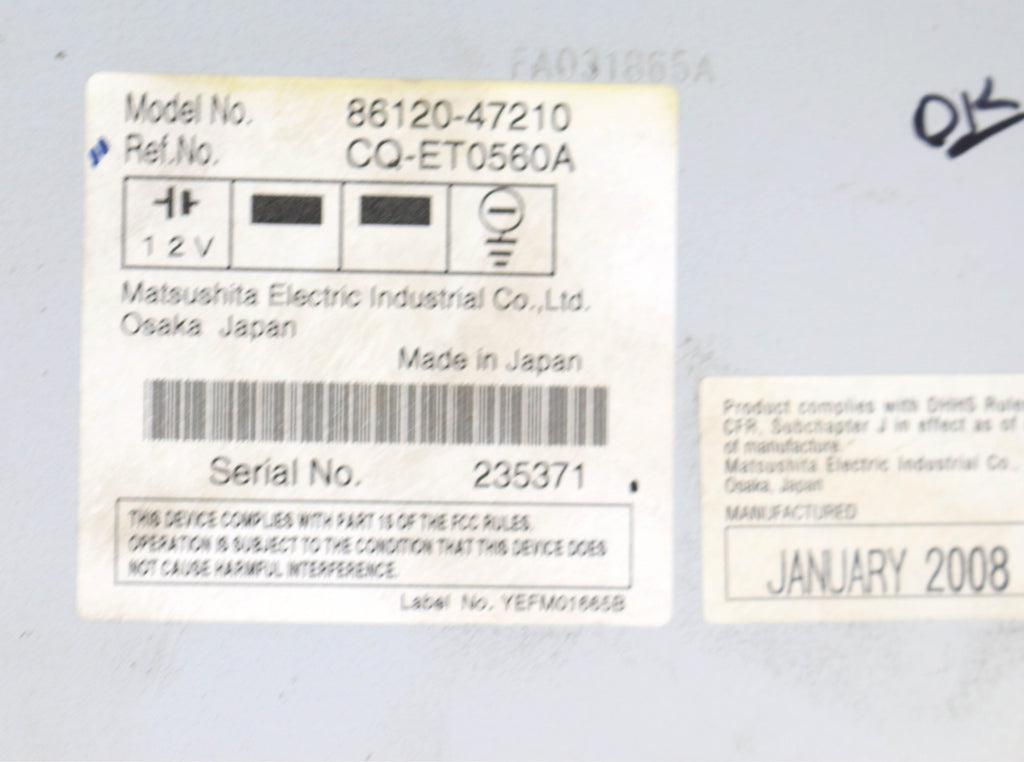 FA031865A
OK
Model No. 86120-47210
Ref.No. CQ-ET0560A
12V
Matsushita Electric Industrial Co.,Ltd.
Osaka Japan
Made in Japan
Serial No. 235371
THIS DEVICE COMPLIES WITH PART 15 OF THE FCC RULES.
OPERATION IS SUBJECT TO THE CONDITION THAT THIS DEVICE DOES
NOT CAUSE HARMFUL INTERFERENCE.
Label No. YEFM01665B
Product complies with DHHS Rules
CFR, Subchapter J in effect as of
of manufacture.
Matsushita Electric Industrial Co.,
Osaka, Japan
MANUFACTURED
JANUARY 2008